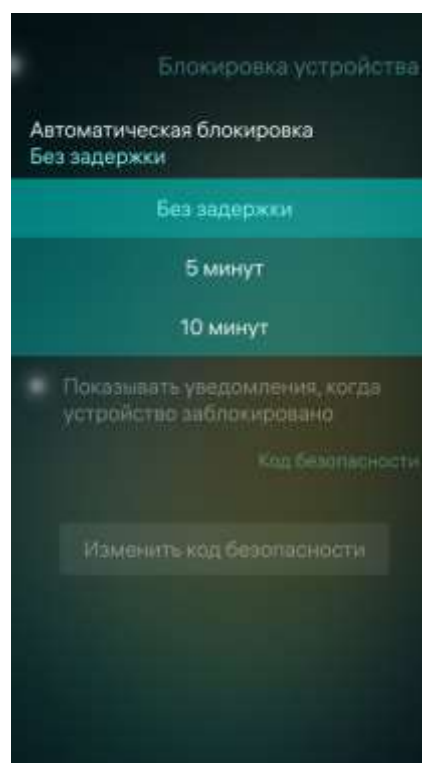 Блокировка устройства
Автоматическая блокировка
Без задержки
Без задержки
5 минут
10 минут
Показывать уведомления, когда
устройство заблокировано
Код безопасности
Изменить код безопасности